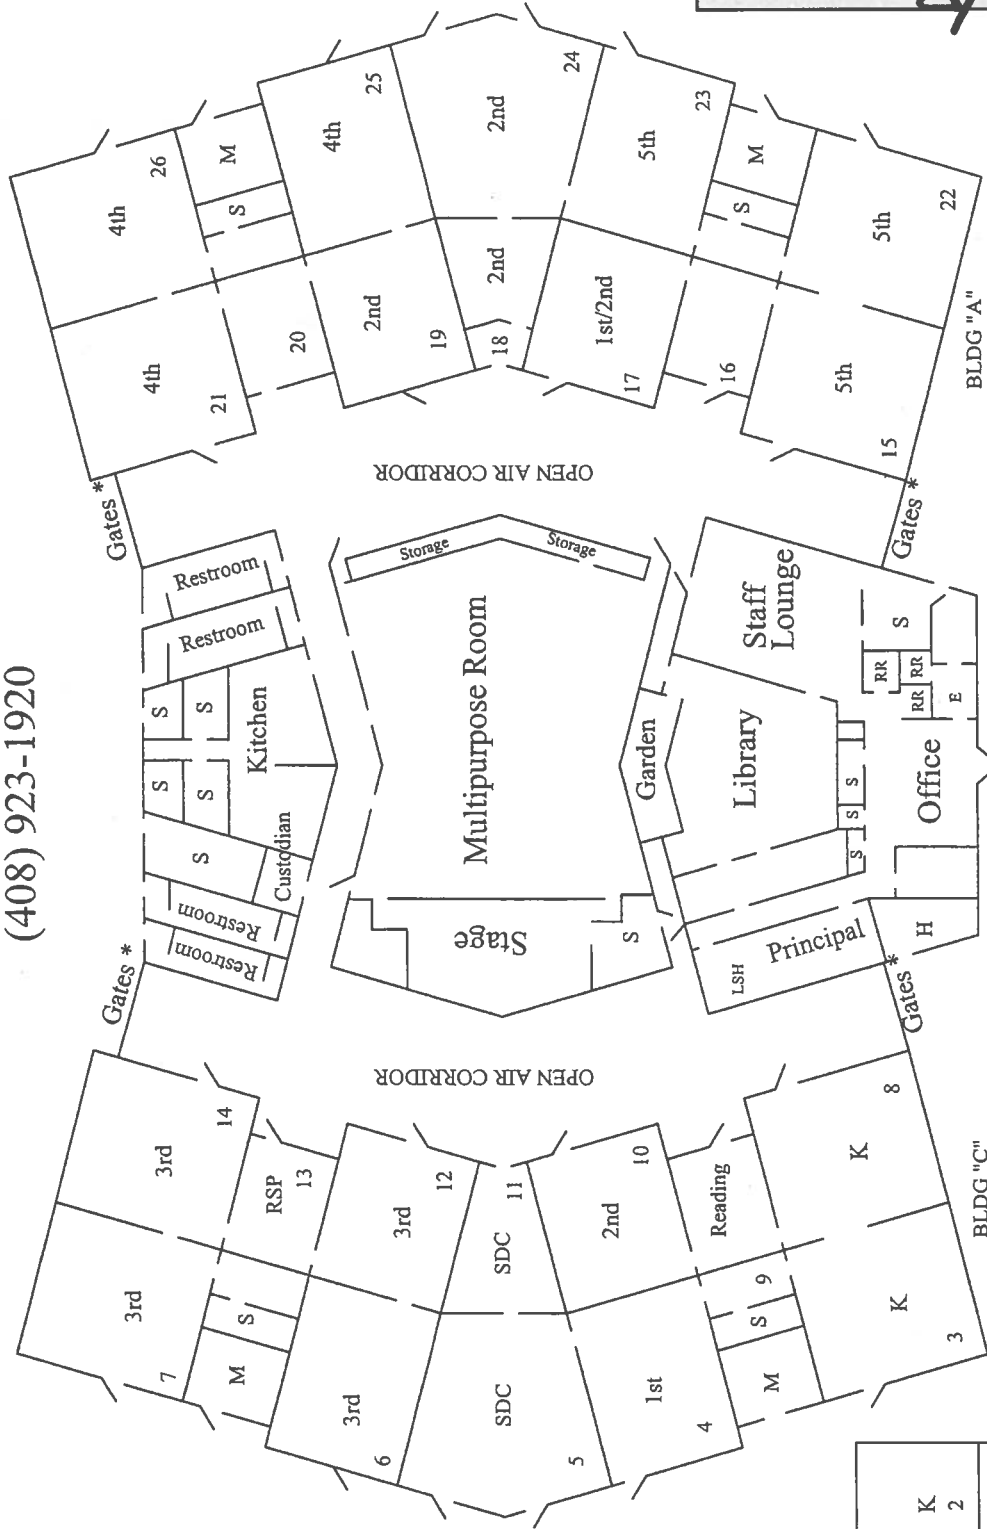 (408) 923-1920
4th
26
M
S
4th
25
2nd
24
5th
23
M
S
5th
22
4th
21
20
2nd
19
2nd
18
1st/2nd
17
16
5th
15
BLDG "A"
OPEN AIR CORRIDOR
Gates *
Gates *
Restroom
Restroom
S
S
Kitchen
S
S
S
Custodian
Restroom
Restroom
Storage
Storage
Multipurpose Room
Stage
S
Garden
Staff
Lounge
Library
S
RR
RR
RR
E
S
S
S
Office
Principal
LSH
H
Gates *
Gates *
OPEN AIR CORRIDOR
3rd
14
RSP
13
3rd
12
SDC
11
2nd
10
Reading
K
8
3rd
7
S
M
3rd
6
SDC
5
1st
4
9
S
M
K
3
BLDG "C"
K
2